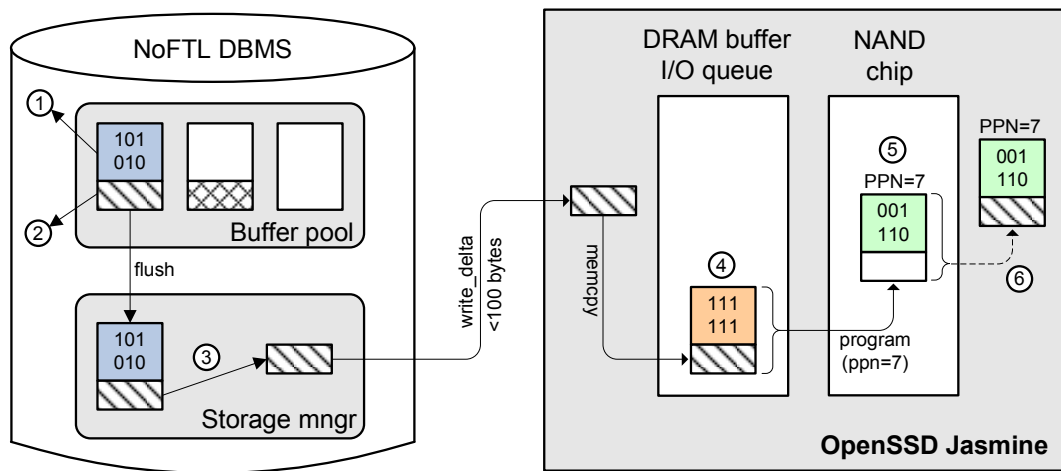 NoFTL DBMS
1
101
010
2
Buffer pool
flush
101
010
3
Storage mngr
write_delta
<100 bytes
DRAM buffer
I/O queue
NAND
chip
memcpy
4
111
111
program
(ppn=7)
5
PPN=7
001
110
PPN=7
001
110
6
OpenSSD Jasmine